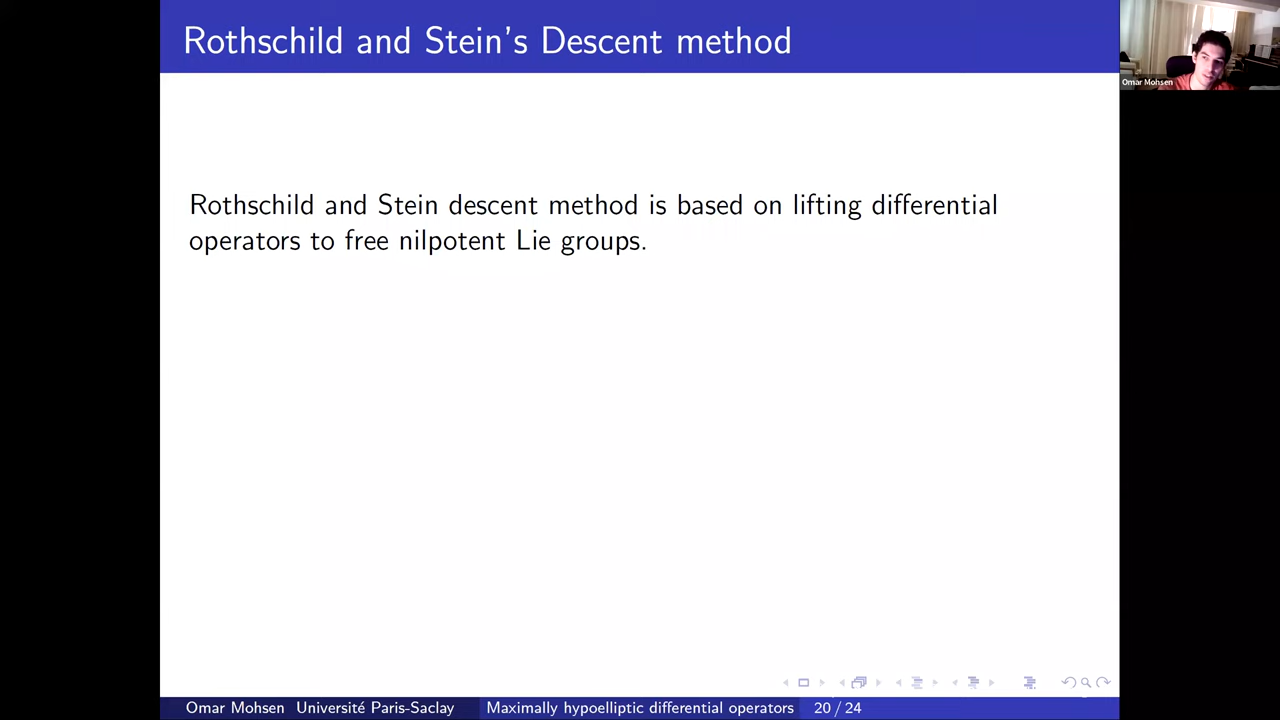 Rothschild and Stein's Descent method
Omar Mohsen
Rothschild and Stein descent method is based on lifting differential
operators to free nilpotent Lie groups.
Omar Mohsen Université Paris-Saclay Maximally hypoelliptic differential operators 20 / 24